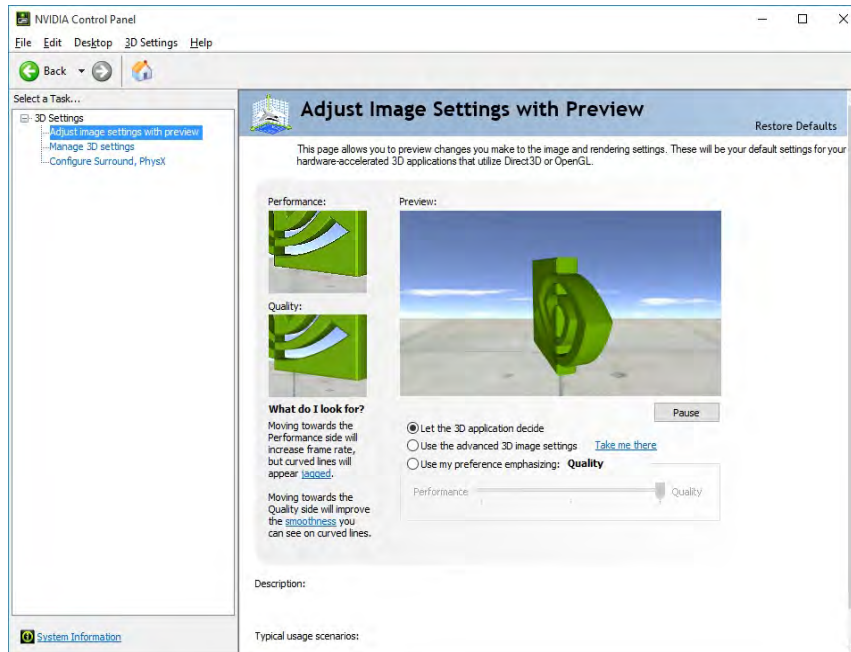 NVIDIA Control Panel
File Edit Desktop 3D Settings Help
Back
Select a Task...
3D Settings
Adjust image settings with preview
Manage 3D settings
Configure Surround, PhysX
System Information
Adjust Image Settings with Preview
Restore Defaults
This page allows you to preview changes you make to the image and rendering settings. These will be your default settings for your
hardware-accelerated 3D applications that utilize Direct3D or OpenGL.
Performance:
Quality:
What do I look for?
Moving towards the
Performance side will
increase frame rate,
but curved lines will
appear jagged.
Moving towards the
Quality side will improve
the smoothness you
can see on curved lines.
Preview:
Pause
Let the 3D application decide
Use the advanced 3D image settings Take me there
Use my preference emphasizing: Quality
Performance Quality
Description:
Typical usage scenarios: